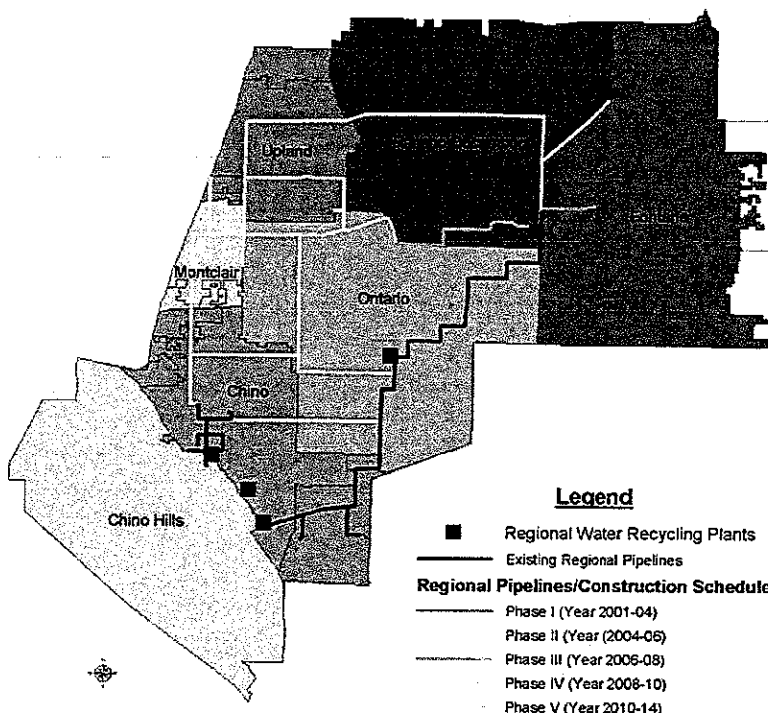 Upland
Montclair
Ontario
Chino
Chino Hills
Legend
Regional Water Recycling Plants
Existing Regional Pipelines
Regional Pipelines/Construction Schedule
Phase I (Year 2001-04)
Phase II (Year (2004-06)
Phase III (Year 2006-08)
Phase IV (Year 2008-10)
Phase V (Year 2010-14)